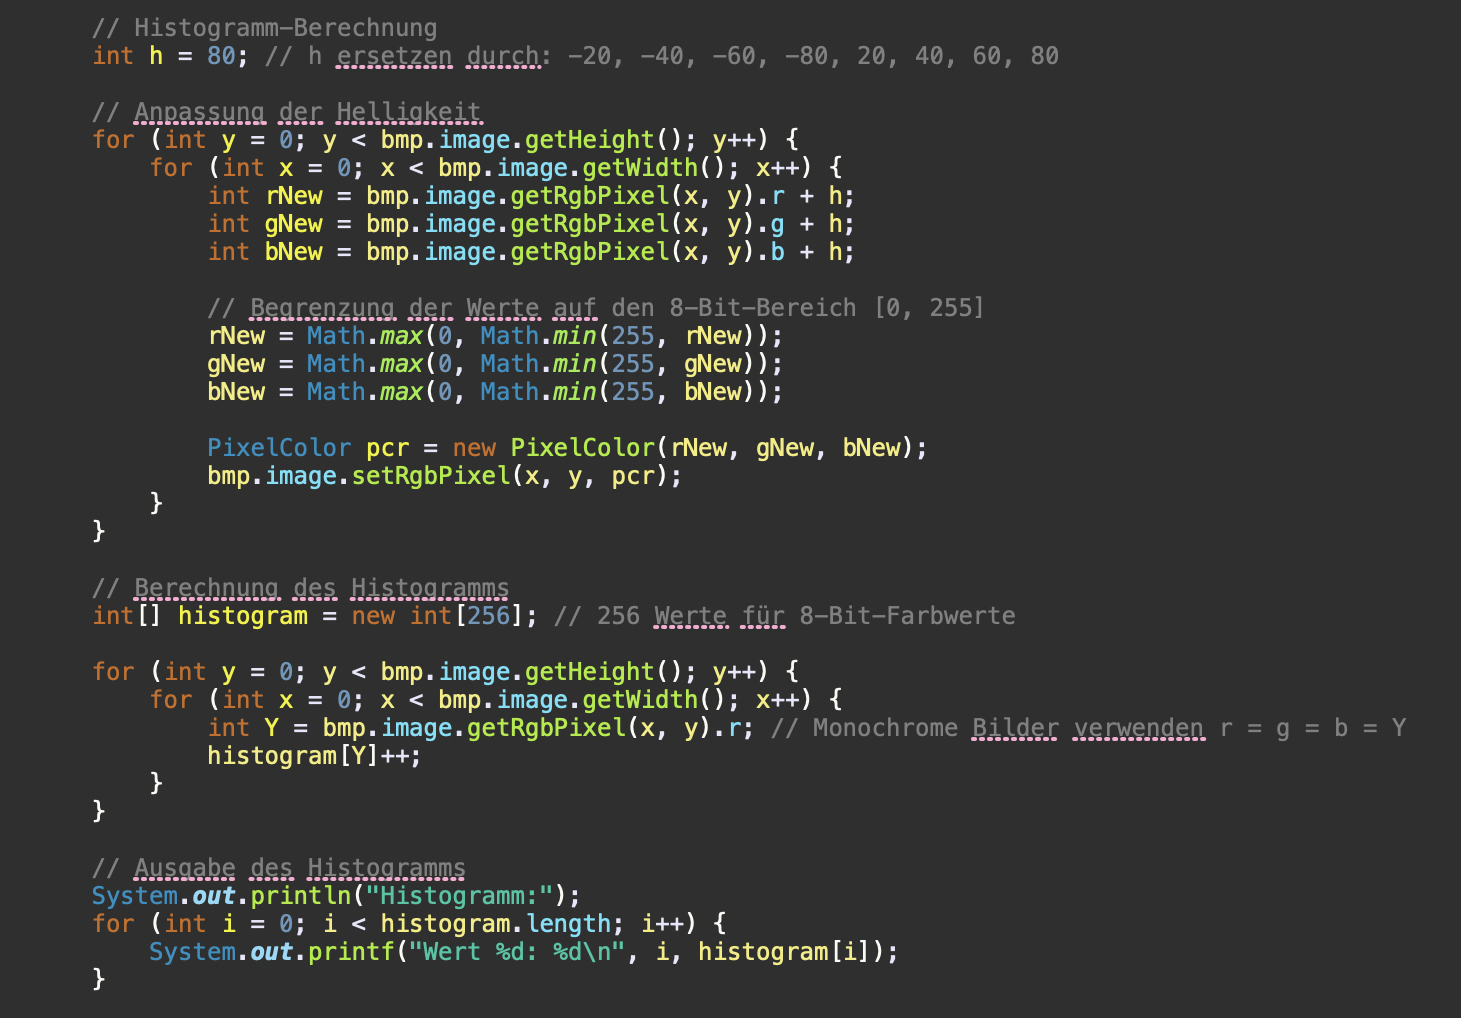 // Histogramm-Berechnung
int h = 80; // h ersetzen durch: -20, -40, -60, -80, 20, 40, 60, 80
// Anpassung der Helligkeit
for (int y = 0; y < bmp.image.getHeight(); y++) {
for (int x = 0; x < bmp.image.getWidth(); x++) {
int rNew = bmp.image.getRgbPixel(x, y).r + h;
int gNew = bmp.image.getRgbPixel(x, y).g + h;
int bNew = bmp.image.getRgbPixel(x, y).b + h;
// Begrenzung der Werte auf den 8-Bit-Bereich [0, 255]
rNew = Math.max(0, Math.min(255, rNew));
gNew = Math.max(0, Math.min(255, gNew));
bNew = Math.max(0, Math.min(255, bNew));
PixelColor pcr = new PixelColor(rNew, gNew, bNew);
bmp.image.setRgbPixel(x, y, pcr);
}
}
// Berechnung des Histogramms
int[] histogram = new int[256]; // 256 Werte für 8-Bit-Farbwerte
for (int y = 0; y < bmp.image.getHeight(); y++) {
for (int x = 0; x < bmp.image.getWidth(); x++) {
int Y = bmp.image.getRgbPixel(x, y).r; // Monochrome Bilder verwenden r = g = b = Y
histogram[Y]++;
}
}
// Ausgabe des Histogramms
System.out.println("Histogramm:");
for (int i = 0; i < histogram.length; i++) {
System.out.printf("Wert %d: %d\n", i, histogram[i]);
}